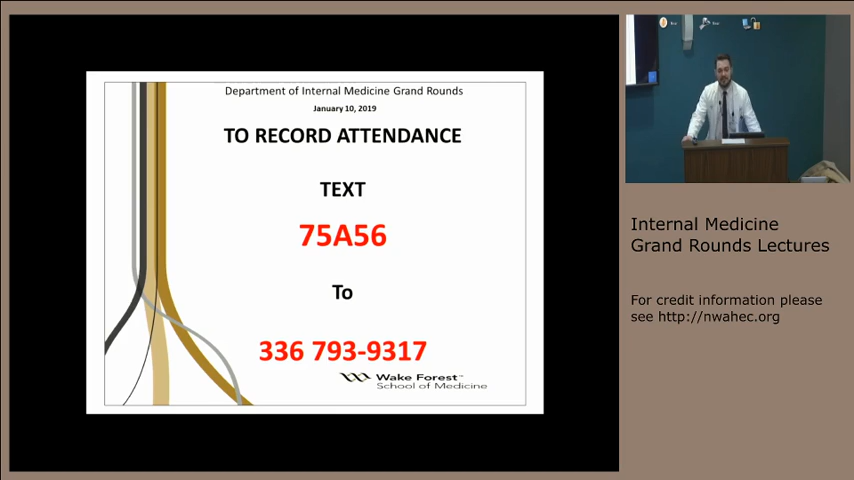 Department of Internal Medicine Grand Rounds
January 10, 2019
TO RECORD ATTENDANCE
TEXT
75A56
To
336 793-9317
Wake Forest™
School of Medicine
Internal Medicine
Grand Rounds Lectures
For credit information please
see http://nwahec.org